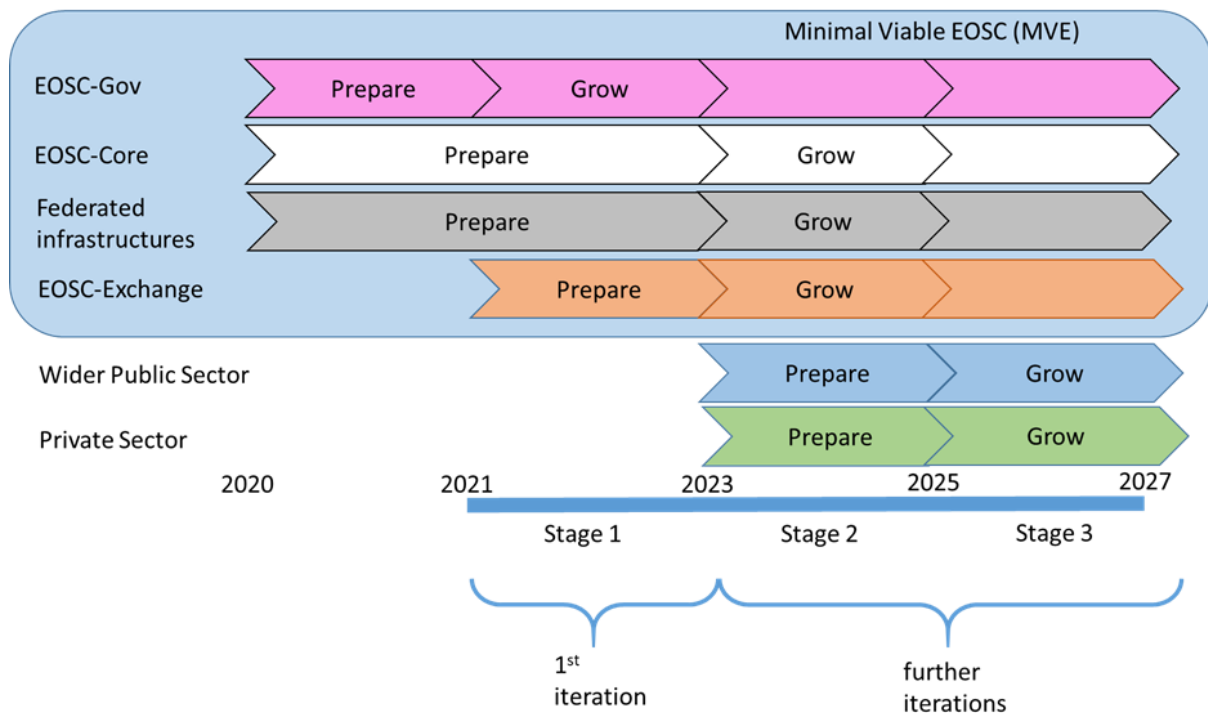 Minimal Viable EOSC (MVE)
EOSC-Gov
Prepare
Grow
EOSC-Core
Prepare
Grow
Federated
infrastructures
Prepare
Grow
EOSC-Exchange
Prepare
Grow
Wider Public Sector
Prepare
Grow
Private Sector
Prepare
Grow
2020
2021
2023
2025
2027
Stage 1
Stage 2
Stage 3
1st
iteration
further
iterations